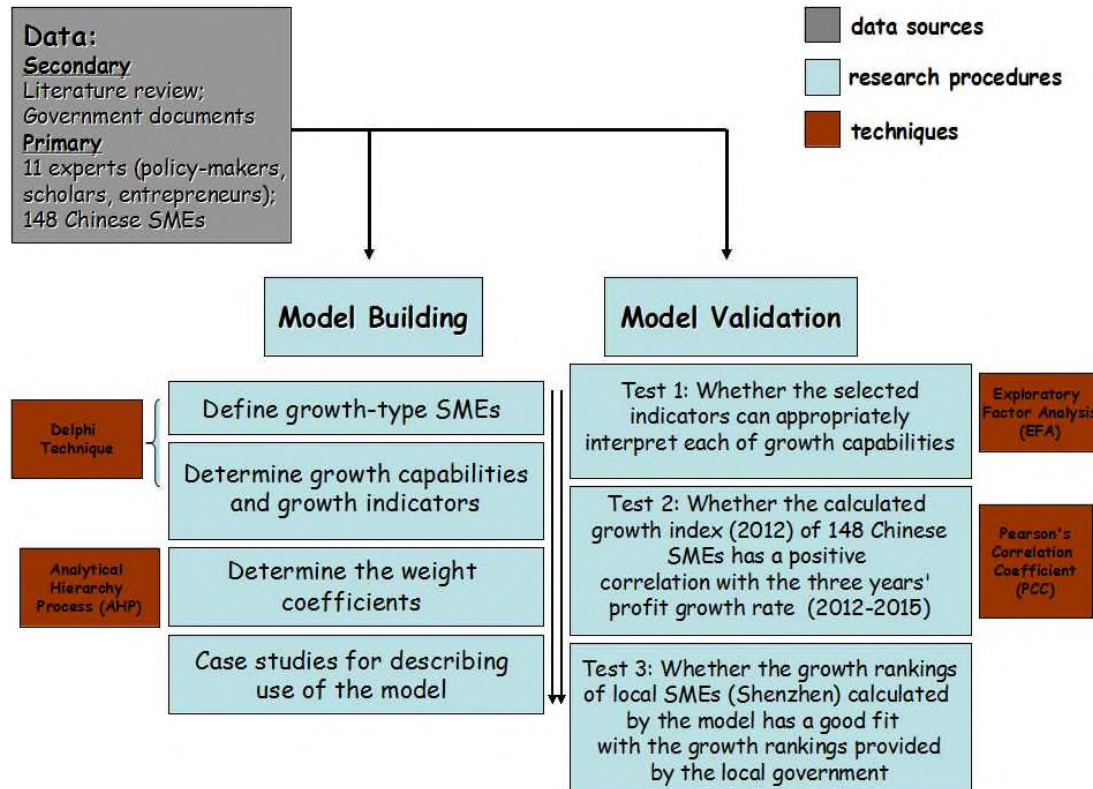 Data:
Secondary
Literature review;
Government documents
Primary
11 experts (policy-makers,
scholars, entrepreneurs);
148 Chinese SMEs
data sources
research procedures
techniques
Model Building
Model Validation
Delphi
Technique
Define growth-type SMEs
Determine growth capabilities
and growth indicators
Analytical
Hierarchy
Process (AHP)
Determine the weight
coefficients
Case studies for describing
use of the model
Test 1: Whether the selected
indicators can appropriately
interpret each of growth capabilities
Exploratory
Factor Analysis
(EFA)
Test 2: Whether the calculated
growth index (2012) of 148 Chinese
SMEs has a positive
correlation with the three years'
profit growth rate (2012-2015)
Pearson's
Correlation
Coefficient
(PCC)
Test 3: Whether the growth rankings
of local SMEs (Shenzhen) calculated
by the model has a good fit
with the growth rankings provided
by the local government